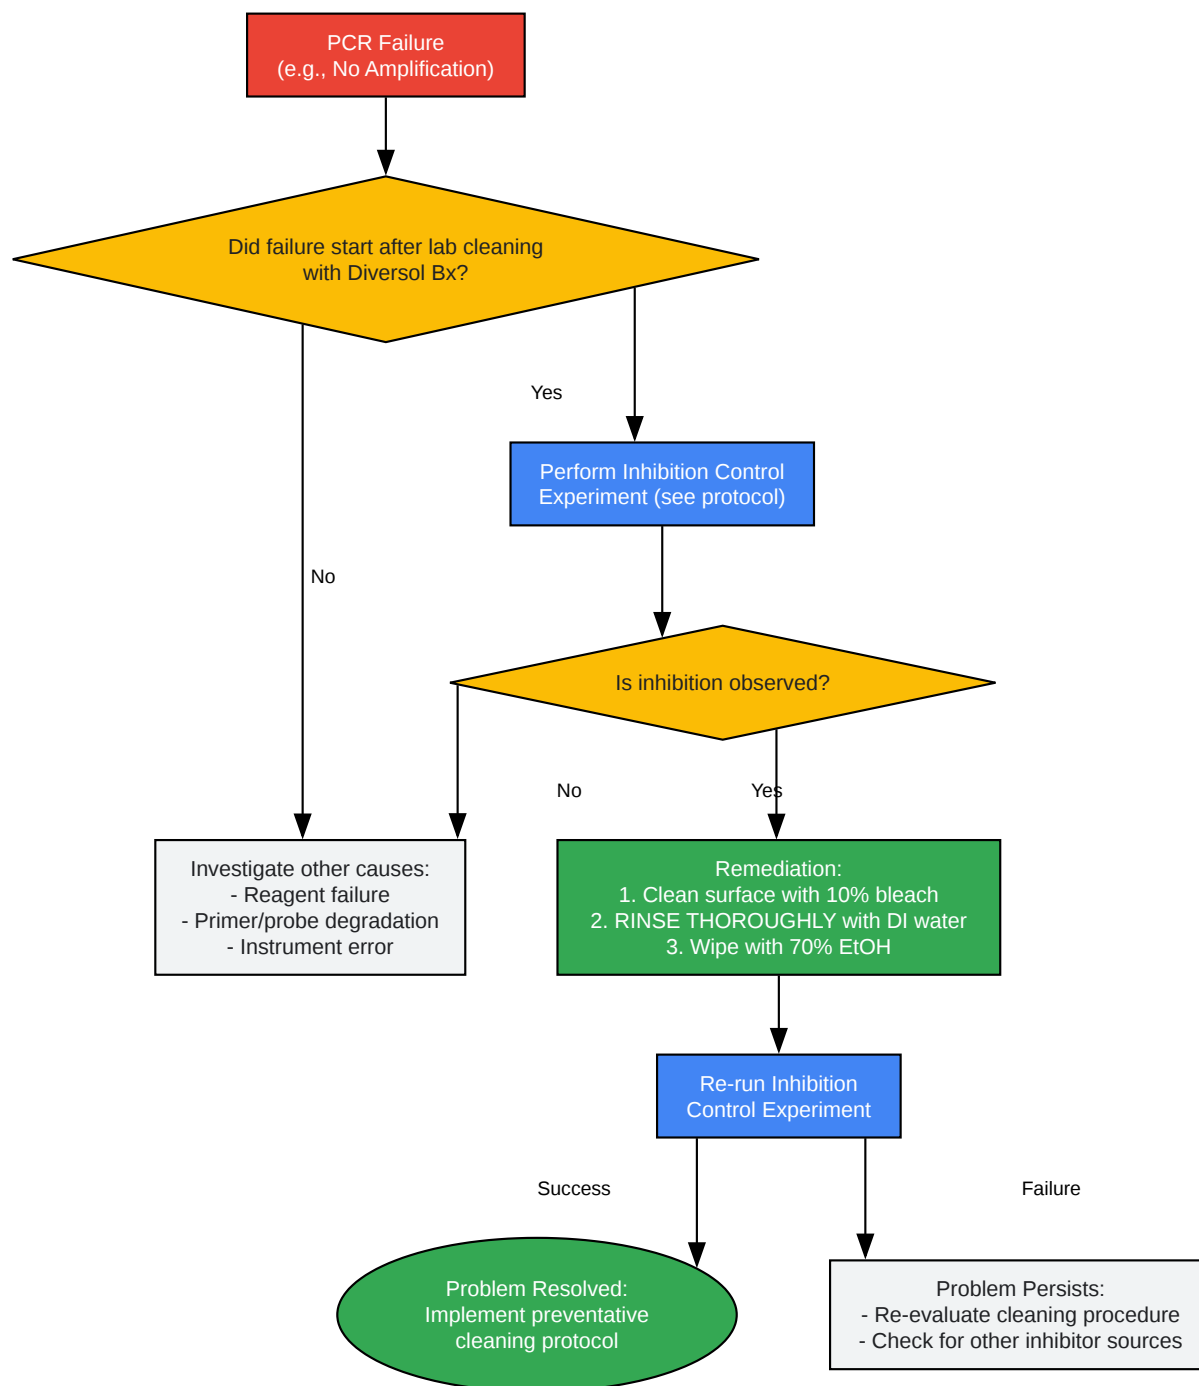 PCR Failure
(e.g., No Amplification)
Did failure start after lab cleaning
with Diversol Bx?
Yes
Perform Inhibition Control
Experiment (see protocol)
No
Is inhibition observed?
No
Yes
Investigate other causes:
- Reagent failure
- Primer/probe degradation
- Instrument error
Remediation:
1. Clean surface with 10% bleach
2. RINSE THOROUGHLY with DI water
3. Wipe with 70% EtOH
Re-run Inhibition
Control Experiment
Success
Failure
Problem Resolved:
Implement preventative
cleaning protocol
Problem Persists:
- Re-evaluate cleaning procedure
- Check for other inhibitor sources